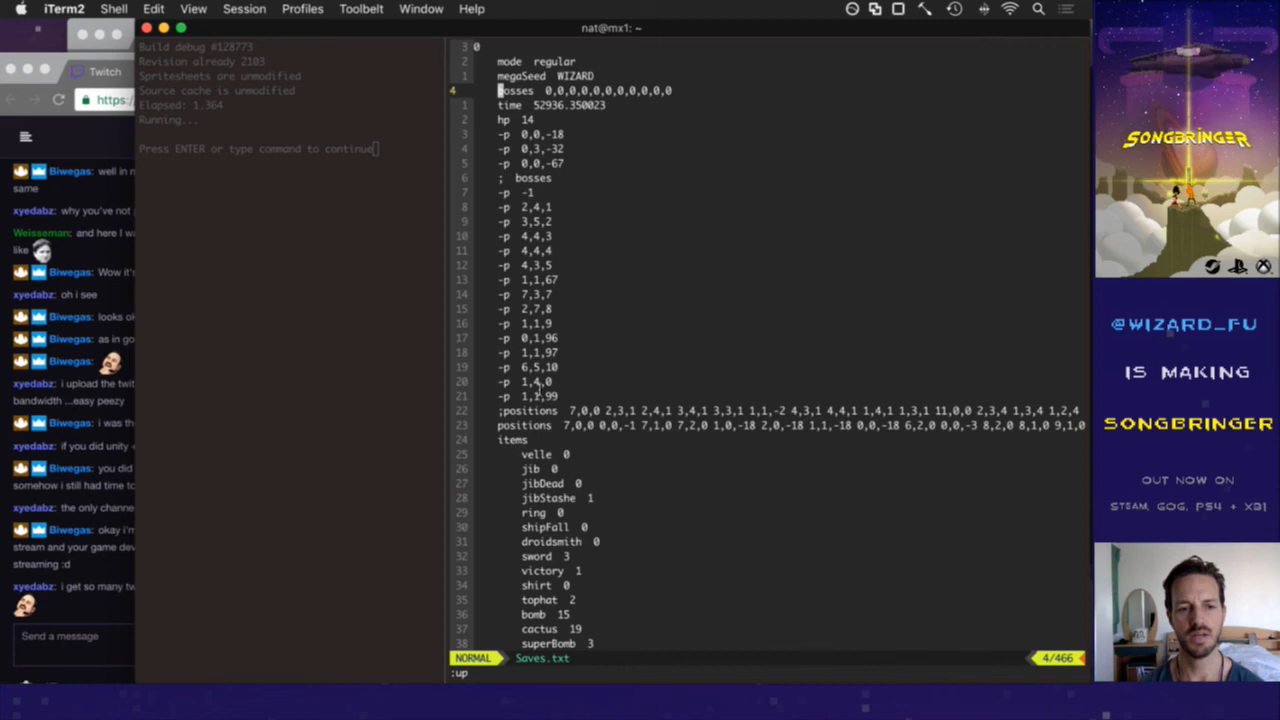 iTerm2 Shell Edit View Session Profiles Toolbelt Window Help
nat@mx1: ~
Twitch
https:/
Biwegas: well in n
same
xyedabz: why you've not
Weisseman: and here I wa
like
Biwegas: Wow it's
xyedabz: oh i see
Biwegas: looks ok
Biwegas: as in go
Biwegas:
xyedabz: i upload the twit
bandwidth ...easy peezy
Biwegas: i was the
xyedabz: if you did unity
Biwegas: you did
somehow i still had time to
xyedabz: the only channe
Biwegas: okay i'm
stream and your game dev
streaming :d
xyedabz: i get so many tw
Send a message
Build debug #128773
Revision already 2103
Spritesheets are unmodified
Source cache is unmodified
Elapsed: 1.364
Running...
Press ENTER or type command to continue
3 0
2 mode regular
1 megaSeed WIZARD
4 bosses 0,0,0,0,0,0,0,0,0,0,0
1 time 52936.350023
2 hp 14
3 -p 0,0,-18
4 -p 0,3,-32
5 -p 0,0,-67
6 ; bosses
7 -p -1
8 -p 2,4,1
9 -p 3,5,2
10 -p 4,4,3
11 -p 4,4,4
12 -p 4,3,5
13 -p 1,1,67
14 -p 7,3,7
15 -p 2,7,8
16 -p 1,1,9
17 -p 0,1,96
18 -p 1,1,97
19 -p 6,5,10
20 -p 1,4,0
21 -p 1,1,99
22 ;positions 7,0,0 2,3,1 2,4,1 3,4,1 3,3,1 1,1,-2 4,3,1 4,4,1 1,4,1 1,3,1 11,0,0 2,3,4 1,3,4 1,2,4
23 positions 7,0,0 0,0,-1 7,1,0 7,2,0 1,0,-18 2,0,-18 1,1,-18 0,0,-18 6,2,0 0,0,-3 8,2,0 8,1,0 9,1,0
24 items
25 velle 0
26 jib 0
27 jibDead 0
28 jibStashe 1
29 ring 0
30 shipFall 0
31 droidsmith 0
32 sword 3
33 victory 1
34 shirt 0
35 tophat 2
36 bomb 15
37 cactus 19
38 superBomb 3
NORMAL Saves.txt 4/466
:up
SONGBRINGER
@WIZARD_FU
IS MAKING
SONGBRINGER
OUT NOW ON
STEAM, GOG, PS4 + XB1